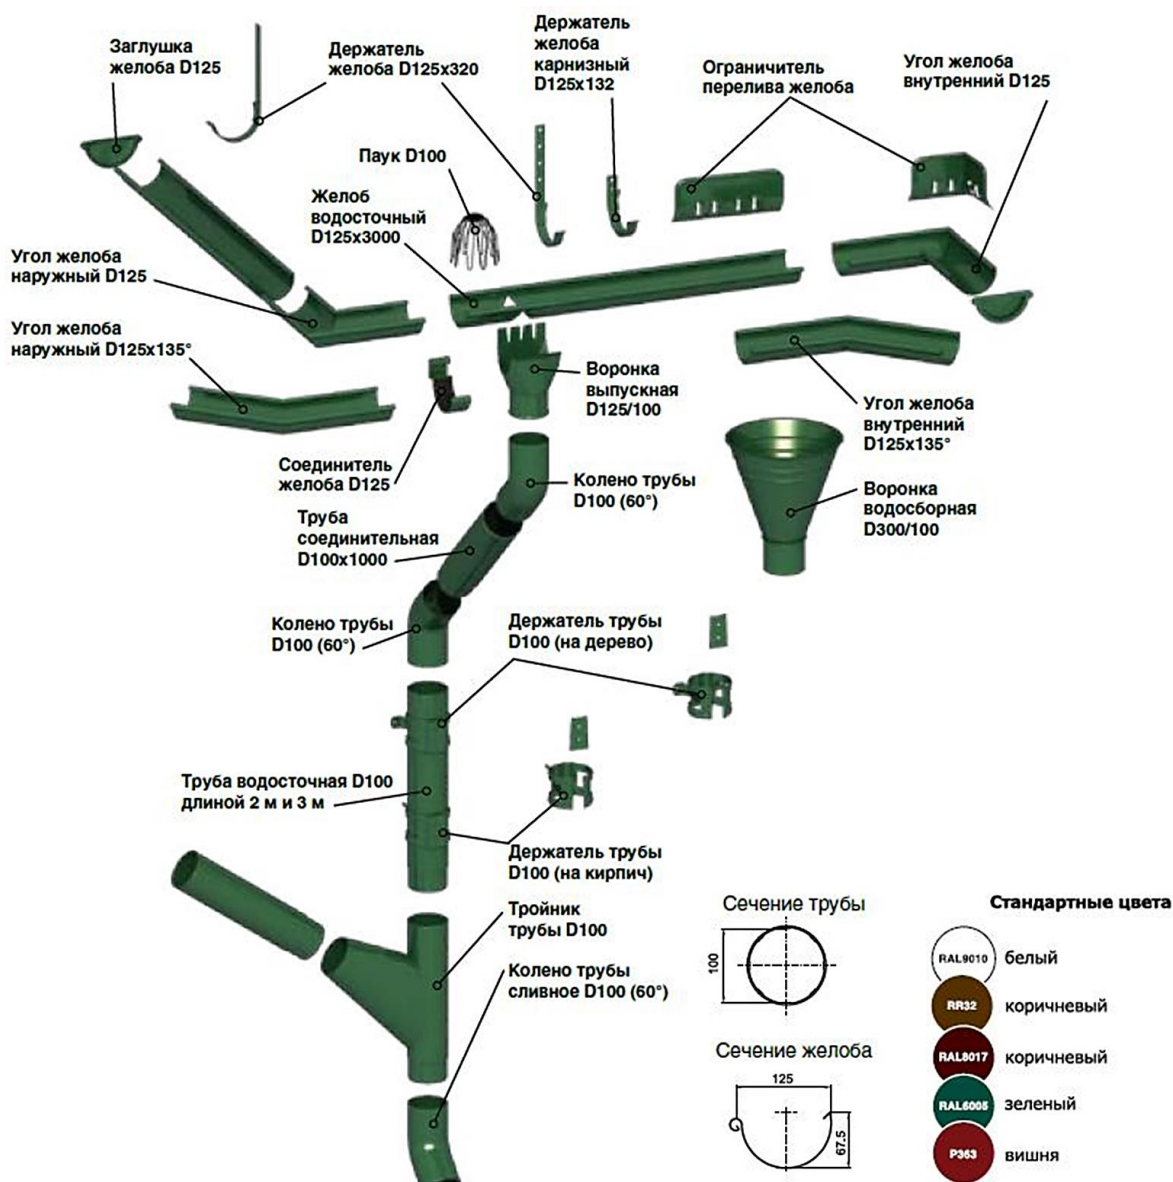 Заглушка
желоба D125
Держатель
желоба D125x320
Держатель
желоба
карнизный
D125x132
Ограничитель
перелива желоба
Угол желоба
внутренний D125
Паук D100
Желоб
водосточный
D125x3000
Угол желоба
наружный D125
Угол желоба
наружный D125x135°
Воронка
выпускная
D125/100
Угол желоба
внутренний
D125x135°
Соединитель
желоба D125
Колено трубы
D100 (60°)
Воронка
водосборная
D300/100
Труба
соединительная
D100x1000
Колено трубы
D100 (60°)
Держатель трубы
D100 (на дерево)
Труба водосточная D100
длиной 2 м и 3 м
Держатель трубы
D100 (на кирпич)
Тройник
трубы D100
Колено трубы
сливное D100 (60°)
Сечение трубы
100
Сечение желоба
125
67.5
Стандартные цвета
RAL9010 белый
RR32 коричневый
RAL8017 коричневый
RAL6005 зеленый
P363 вишня